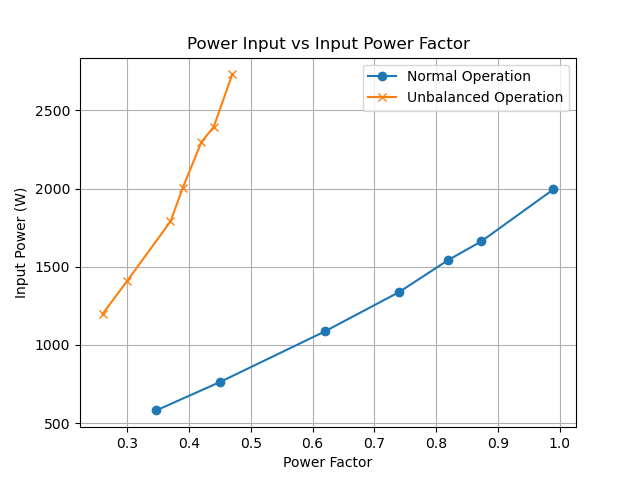 Power Input vs Input Power Factor
Normal Operation
Unbalanced Operation
Input Power (W)
2500
2000
1500
1000
500
0.3 0.4 0.5 0.6 0.7 0.8 0.9 1.0
Power Factor